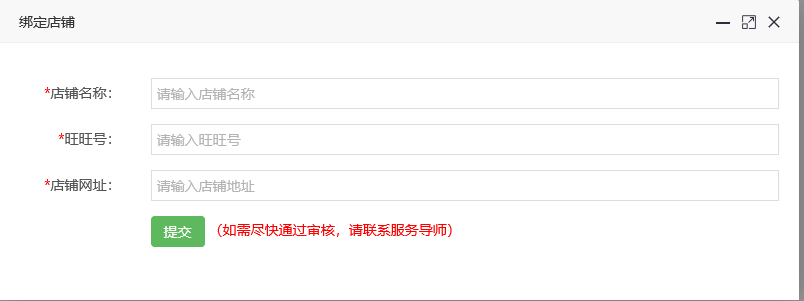 绑定店铺
*店铺名称：
请输入店铺名称
*旺旺号：
请输入旺旺号
*店铺网址：
请输入店铺地址
提交 （如需尽快通过审核，请联系服务导师）